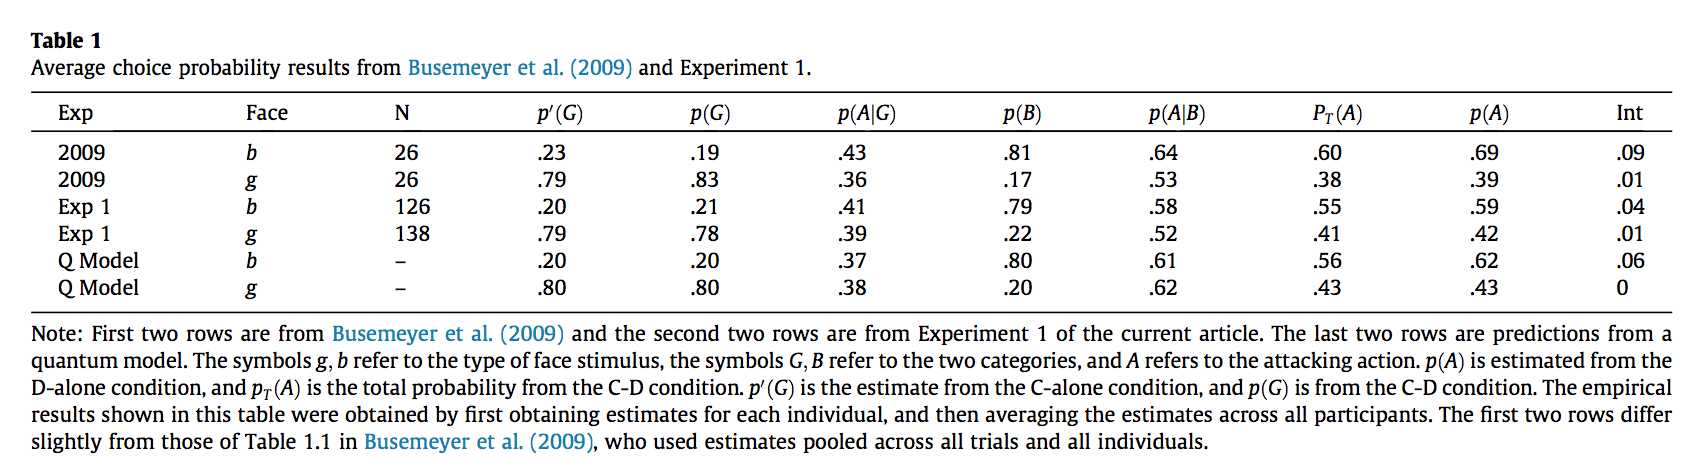 Table 1
Average choice probability results from Busemeyer et al. (2009) and Experiment 1.
Exp Face N p′(G) p(G) p(A|G) p(B) p(A|B) P_T(A) p(A) Int
2009 b 26 .23 .19 .43 .81 .64 .60 .69 .09
2009 g 26 .79 .83 .36 .17 .53 .38 .39 .01
Exp 1 b 126 .20 .21 .41 .79 .58 .55 .59 .04
Exp 1 g 138 .79 .78 .39 .22 .52 .41 .42 .01
Q Model b – .20 .20 .37 .80 .61 .56 .62 .06
Q Model g – .80 .80 .38 .20 .62 .43 .43 0
Note: First two rows are from Busemeyer et al. (2009) and the second two rows are from Experiment 1 of the current article. The last two rows are predictions from a
quantum model. The symbols g, b refer to the type of face stimulus, the symbols G, B refer to the two categories, and A refers to the attacking action. p(A) is estimated from the
D-alone condition, and p_T(A) is the total probability from the C-D condition. p′(G) is the estimate from the C-alone condition, and p(G) is from the C-D condition. The empirical
results shown in this table were obtained by first obtaining estimates for each individual, and then averaging the estimates across all participants. The first two rows differ
slightly from those of Table 1.1 in Busemeyer et al. (2009), who used estimates pooled across all trials and all individuals.